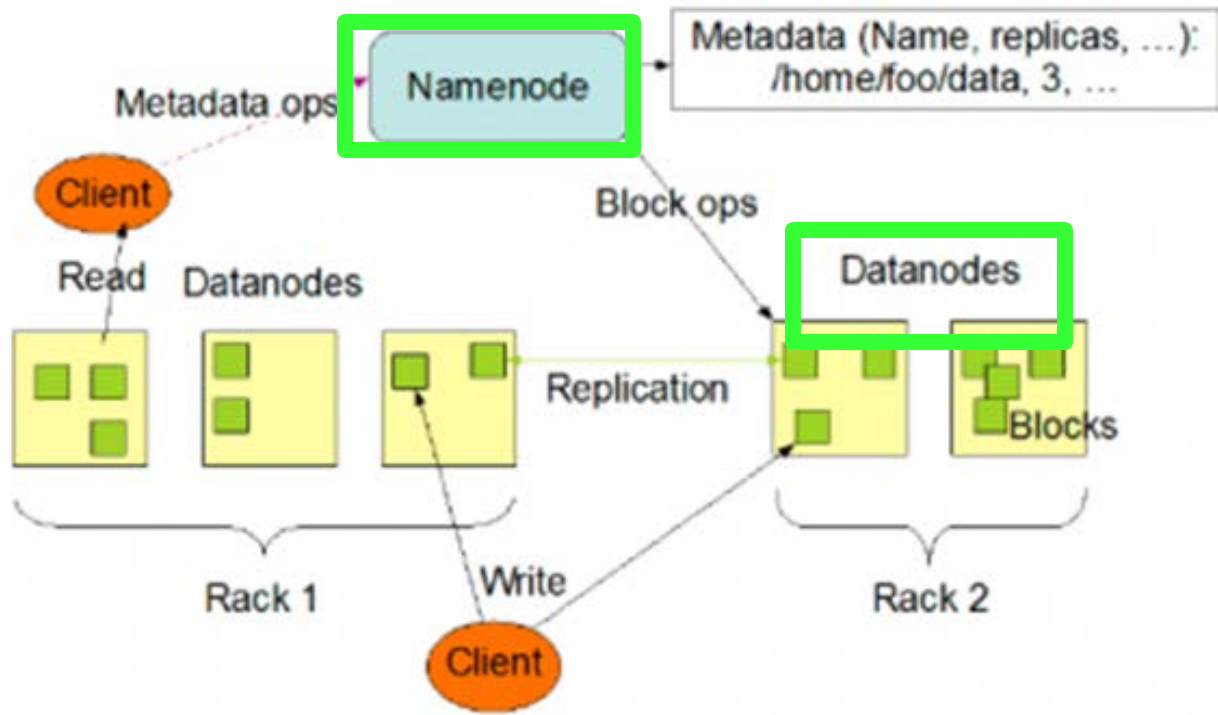 Metadata (Name, replicas, ...):
/home/foo/data, 3, ...
Namenode
Metadata ops
Client
Block ops
Read
Datanodes
Datanodes
Replication
Blocks
Rack 1
Write
Rack 2
Client